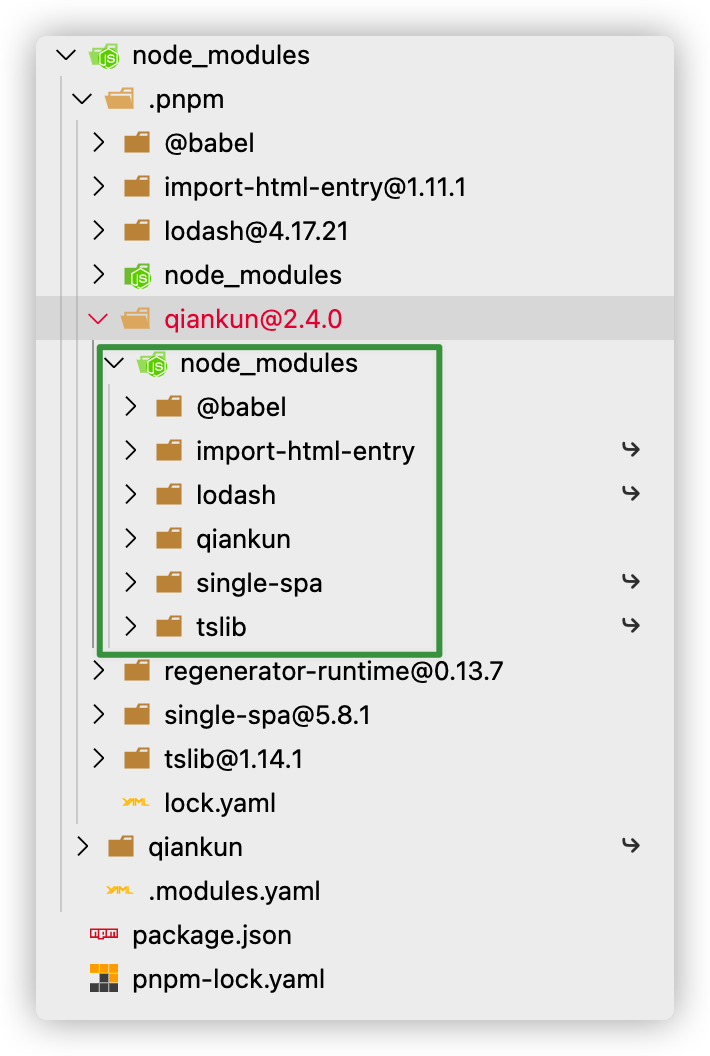 node_modules
.pnpm
@babel
import-html-entry@1.11.1
lodash@4.17.21
node_modules
qiankun@2.4.0
node_modules
@babel
import-html-entry
lodash
qiankun
single-spa
tslib
regenerator-runtime@0.13.7
single-spa@5.8.1
tslib@1.14.1
lock.yaml
qiankun
.modules.yaml
package.json
pnpm-lock.yaml